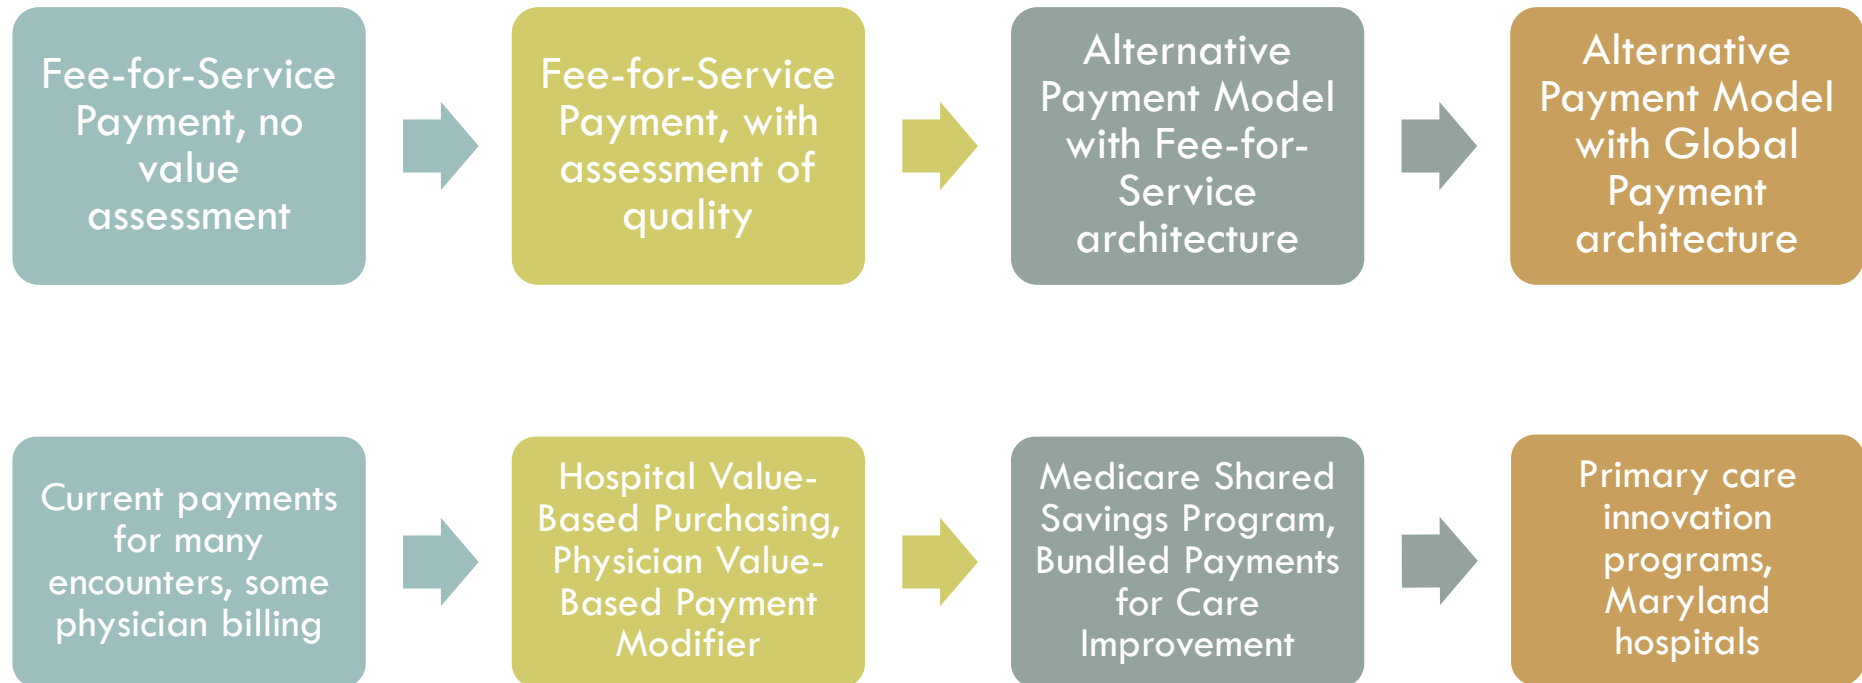 Fee-for-Service
Payment, no
value
assessment
Fee-for-Service
Payment, with
assessment of
quality
Alternative
Payment Model
with Fee-for-
Service
architecture
Alternative
Payment Model
with Global
Payment
architecture
Current payments
for many
encounters, some
physician billing
Hospital Value-
Based Purchasing,
Physician Value-
Based Payment
Modifier
Medicare Shared
Savings Program,
Bundled Payments
for Care
Improvement
Primary care
innovation
programs,
Maryland
hospitals